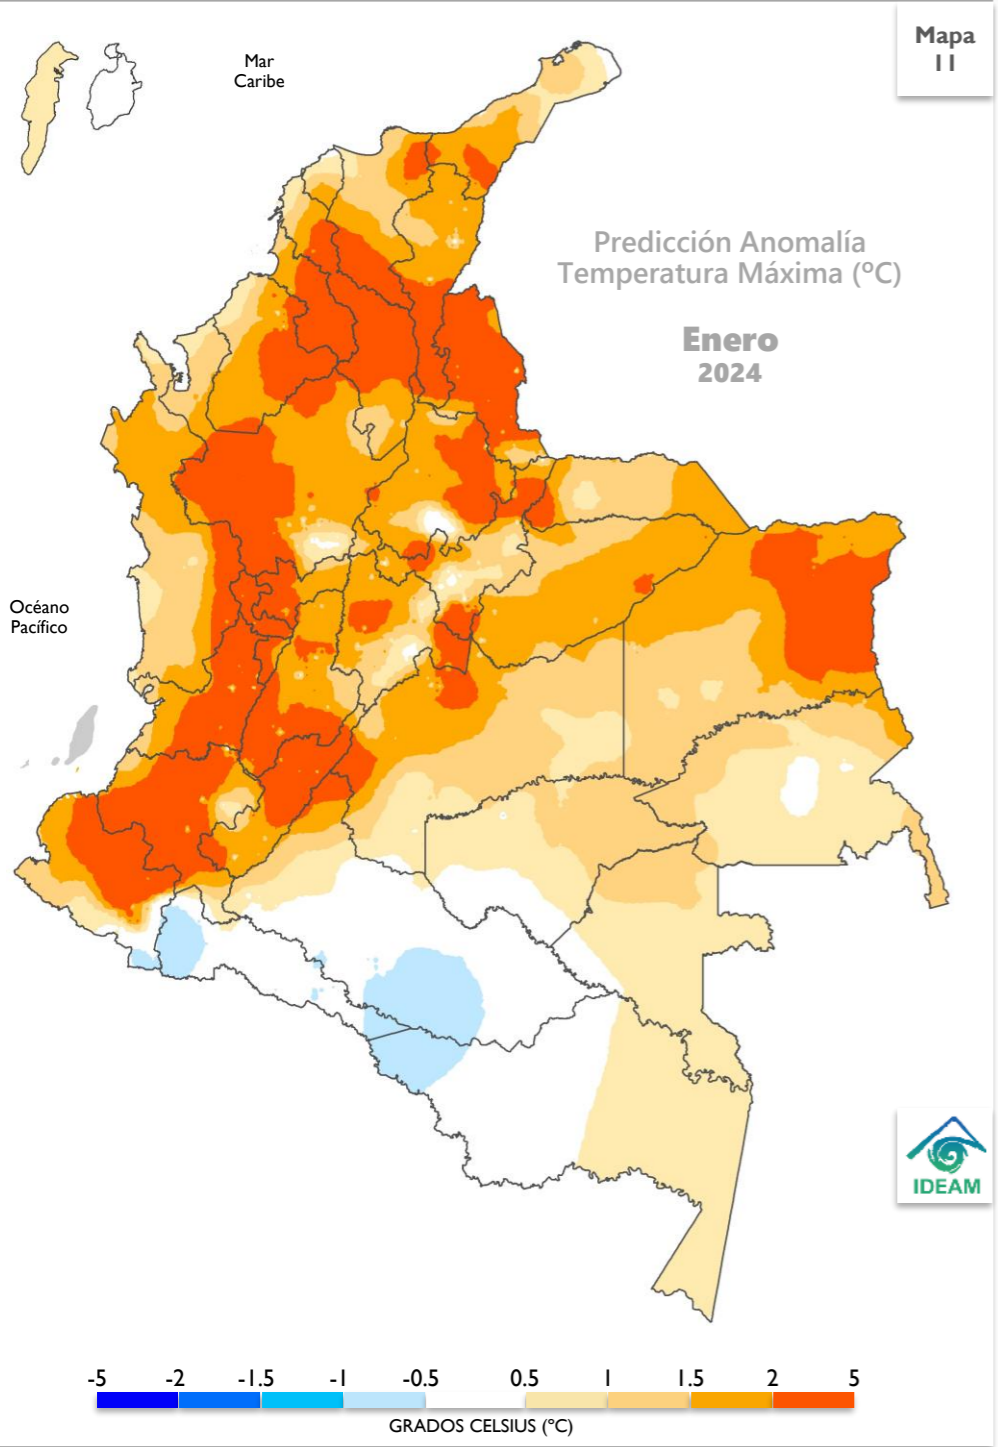 Mapa
11
Mar
Caribe
Predicción Anomalía
Temperatura Máxima (ºC)
Enero
2024
Océano
Pacífico
IDEAM
-5 -2 -1.5 -1 -0.5 0.5 1 1.5 2 5
GRADOS CELSIUS (ºC)